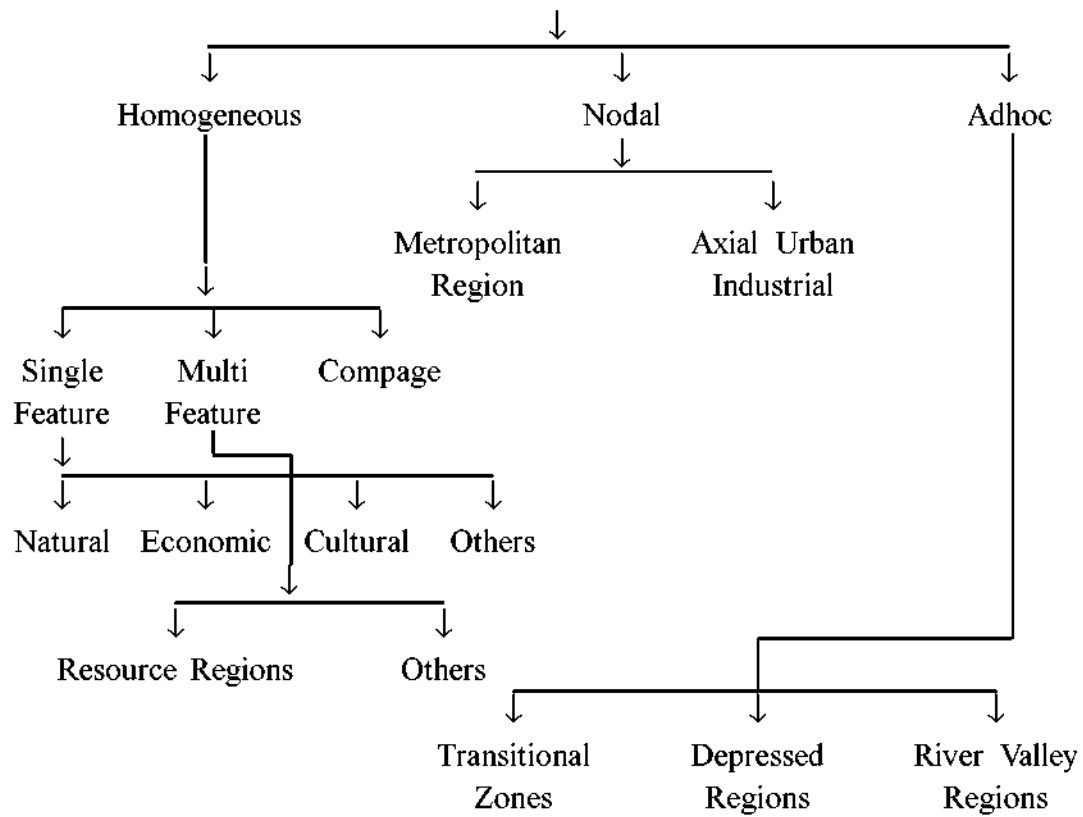 Homogeneous Nodal Adhoc
Metropolitan Axial Urban
Region Industrial
Single Multi Compage
Feature Feature
Natural Economic Cultural Others
Resource Regions Others
Transitional Depressed River Valley
Zones Regions Regions